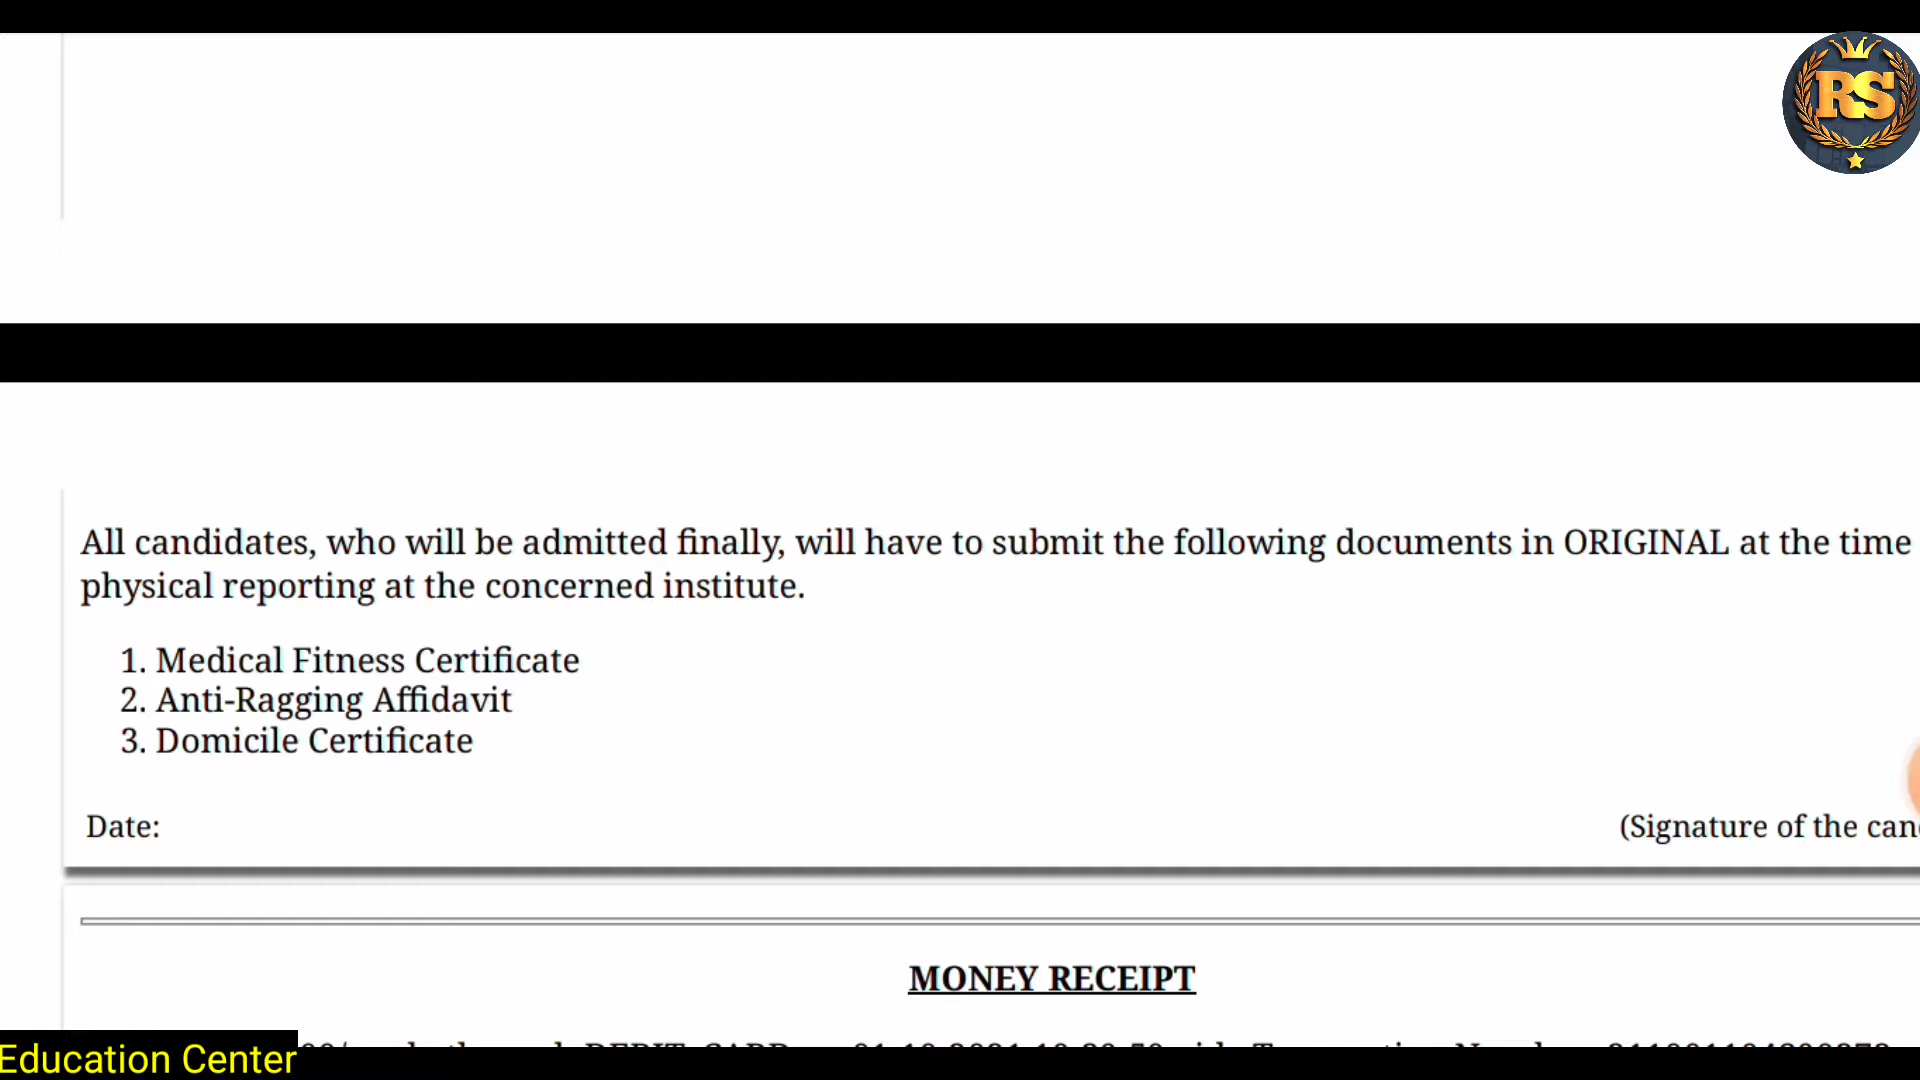 RS
All candidates, who will be admitted finally, will have to submit the following documents in ORIGINAL at the time
physical reporting at the concerned institute.
1. Medical Fitness Certificate
2. Anti-Ragging Affidavit
3. Domicile Certificate
Date:
(Signature of the can
MONEY RECEIPT
Education Center